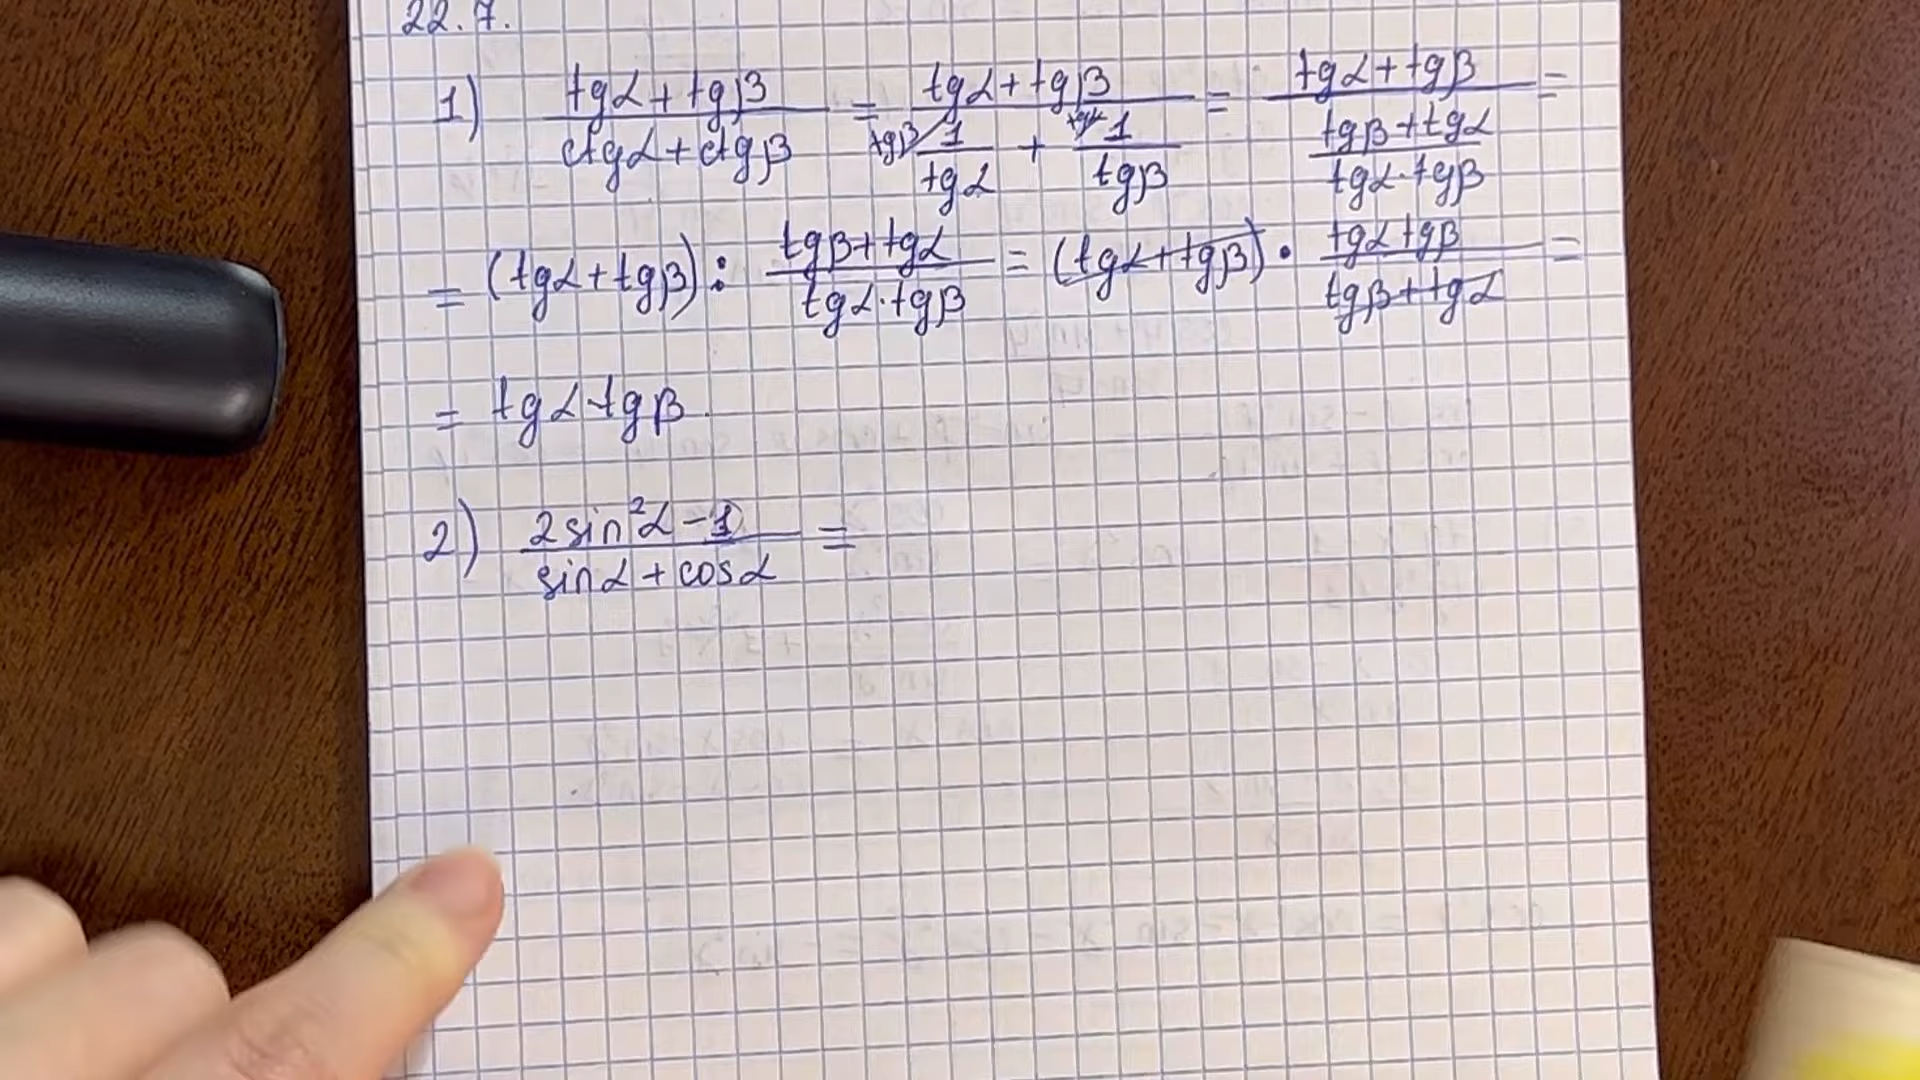 22.7.
1) (tgα + tgβ)/(ctgα + ctgβ) = (tgα + tgβ)/(tgβ\ 1/tgα + tgα\ 1/tgβ) = (tgα + tgβ)/((tgβ + tgα)/(tgα · tgβ)) =
= (tgα + tgβ) : (tgβ + tgα)/(tgα · tgβ) = (tgα + tgβ) · (tgα tgβ)/(tgβ + tgα) =
= tgα · tgβ.
2) (2sin²α − 1)/(sinα + cosα) =